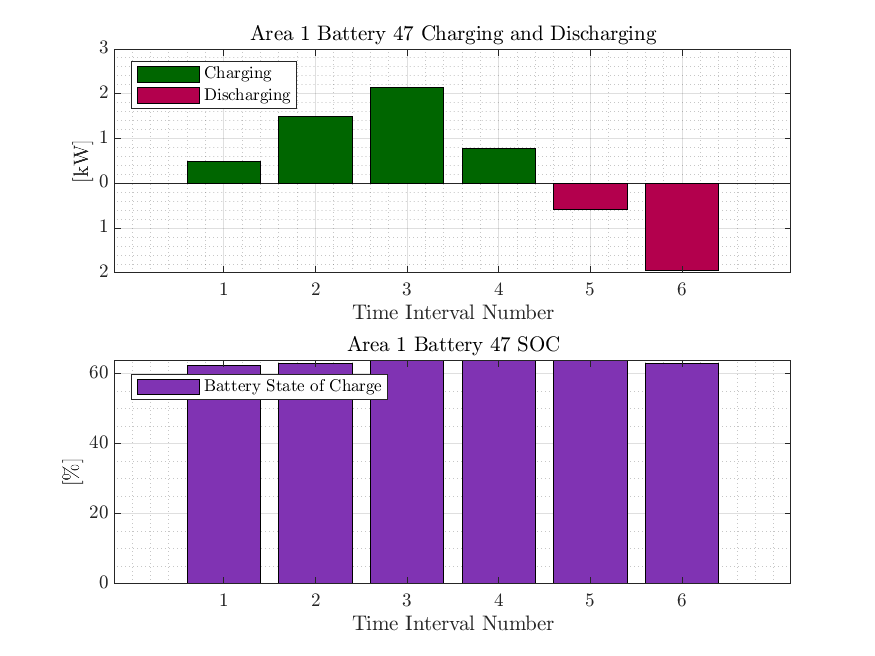 Area 1 Battery 47 Charging and Discharging
3
2
1
0
1
2
[kW]
Charging
Discharging
1 2 3 4 5 6
Time Interval Number
Area 1 Battery 47 SOC
60
40
20
0
[%]
Battery State of Charge
1 2 3 4 5 6
Time Interval Number